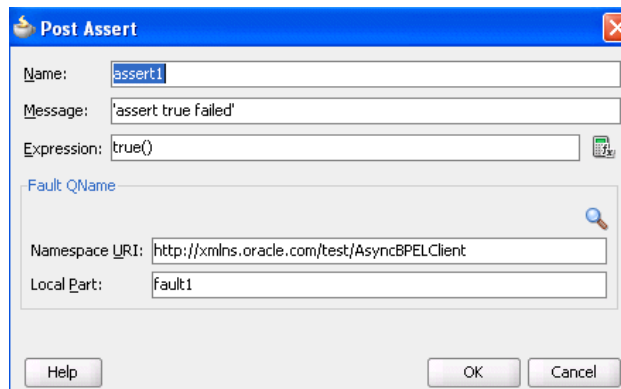 Post Assert
Name: assert1
Message: 'assert true failed'
Expression: true()
Fault QName
Namespace URI: http://xmlns.oracle.com/test/AsyncBPELClient
Local Part: fault1
Help OK Cancel